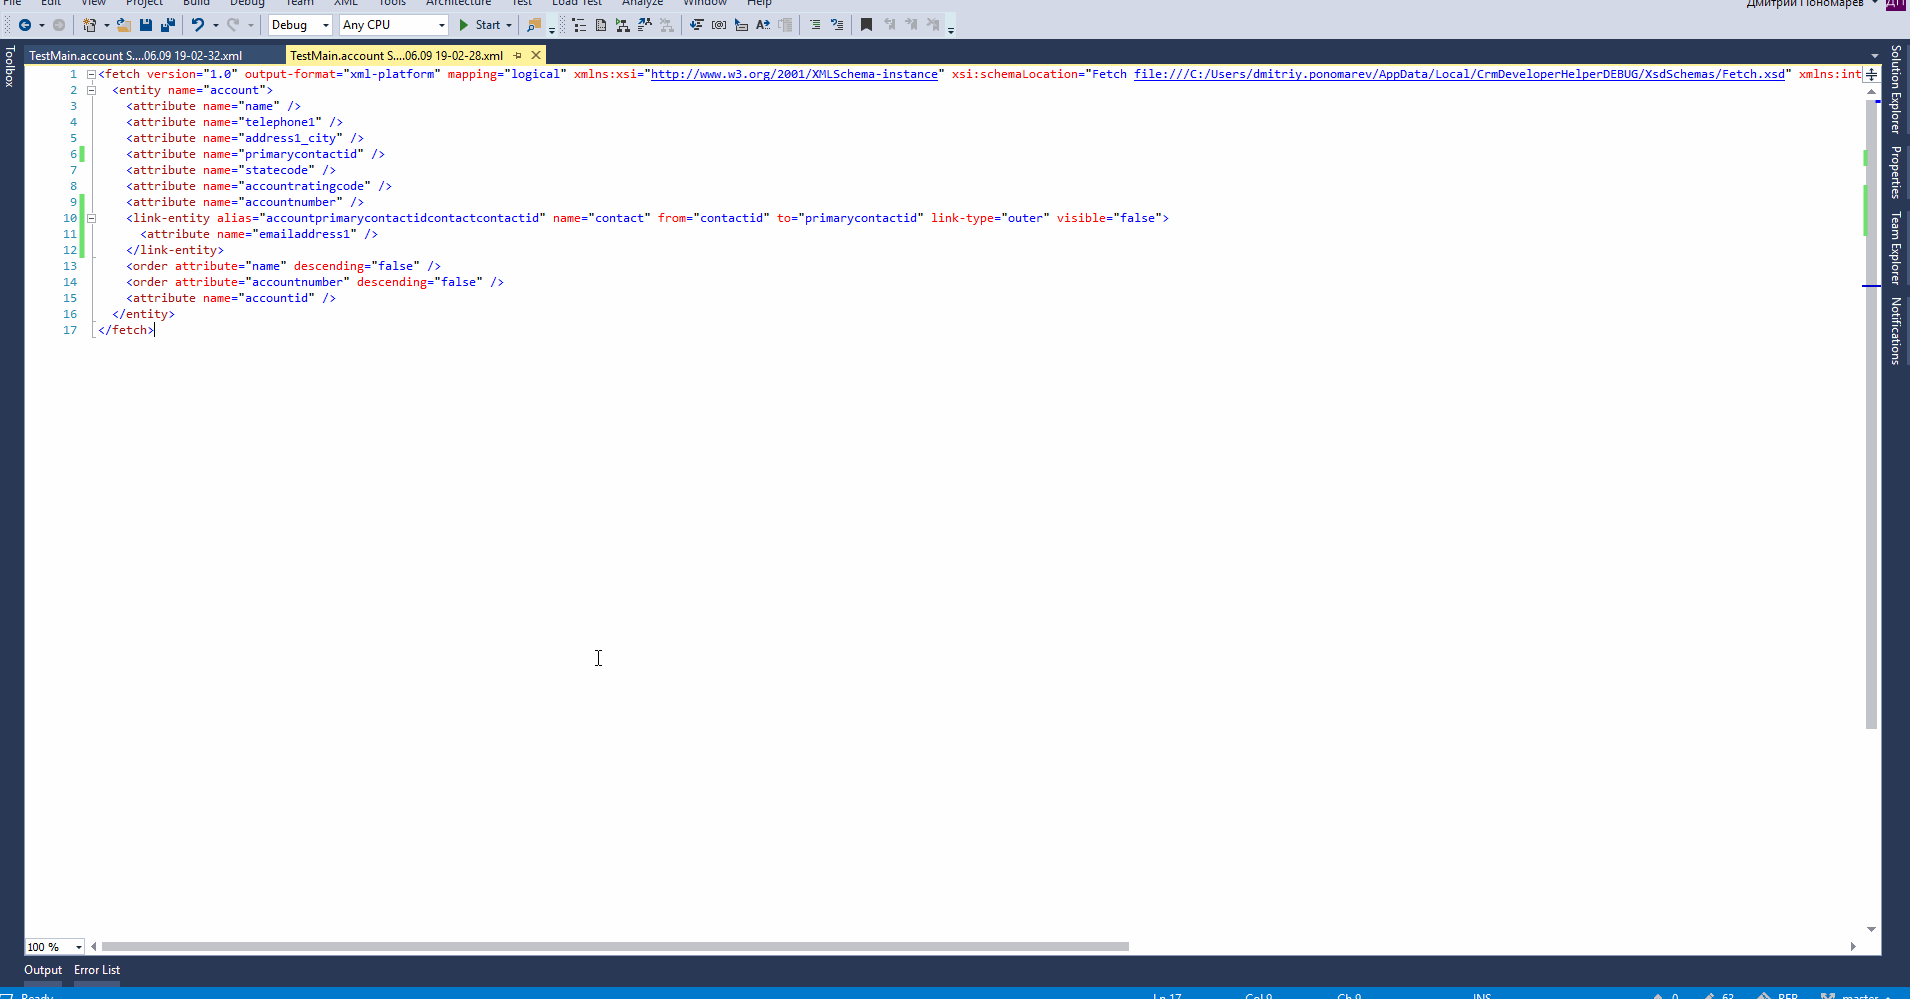 File Edit View Project Build Debug Team XML Tools Architecture Test Load Test Analyze Window Help Дмитрий Пономарев ДП
Debug Any CPU Start
Toolbox
TestMain.account S....06.09 19-02-32.xml TestMain.account S....06.09 19-02-28.xml
1 <fetch version="1.0" output-format="xml-platform" mapping="logical" xmlns:xsi="http://www.w3.org/2001/XMLSchema-instance" xsi:schemaLocation="Fetch file:///C:/Users/dmitriy.ponomarev/AppData/Local/CrmDeveloperHelperDEBUG/XsdSchemas/Fetch.xsd" xmlns:int
2 <entity name="account">
3 <attribute name="name" />
4 <attribute name="telephone1" />
5 <attribute name="address1_city" />
6 <attribute name="primarycontactid" />
7 <attribute name="statecode" />
8 <attribute name="accountratingcode" />
9 <attribute name="accountnumber" />
10 <link-entity alias="accountprimarycontactidcontactcontactid" name="contact" from="contactid" to="primarycontactid" link-type="outer" visible="false">
11 <attribute name="emailaddress1" />
12 </link-entity>
13 <order attribute="name" descending="false" />
14 <order attribute="accountnumber" descending="false" />
15 <attribute name="accountid" />
16 </entity>
17 </fetch>
Solution Explorer
Properties
Team Explorer
Notifications
100 %
Output Error List
Ready Ln 17 Col 9 Ch 9 INS 0 63 REP master